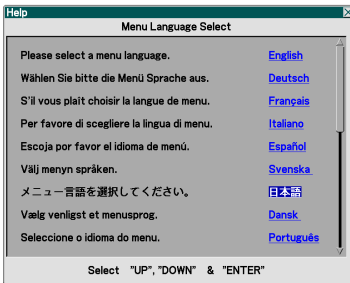 Help
Menu Language Select
Please select a menu language. English
Wählen Sie bitte die Menü Sprache aus. Deutsch
S'il vous plaît choisir la langue de menu. Français
Per favore di scegliere la lingua di menu. Italiano
Escoja por favor el idioma de menú. Español
Välj menyn språken. Svenska
メニュー言語を選択してください。 日本語
Vælg venligst et menusprog. Dansk
Seleccione o idioma do menu. Português
Select "UP", "DOWN" & "ENTER"